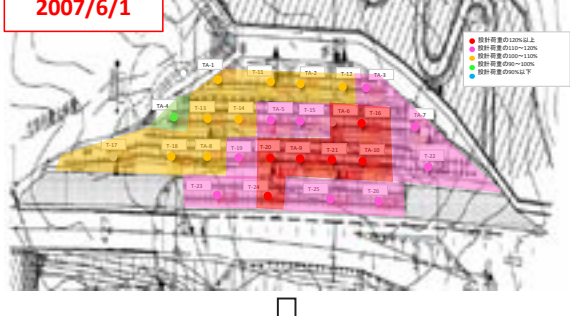 2007/6/1
設計荷重の120%以上
設計荷重の110～120%
設計荷重の100～110%
設計荷重の90～100%
設計荷重の90%以下
TA-1
T-11
TA-2
T-12
TA-3
TA-4
T-13
T-14
TA-5
T-15
TA-6
T-16
TA-7
T-17
T-18
TA-8
T-19
T-20
TA-9
T-21
TA-10
T-22
T-23
T-24
T-25
T-26